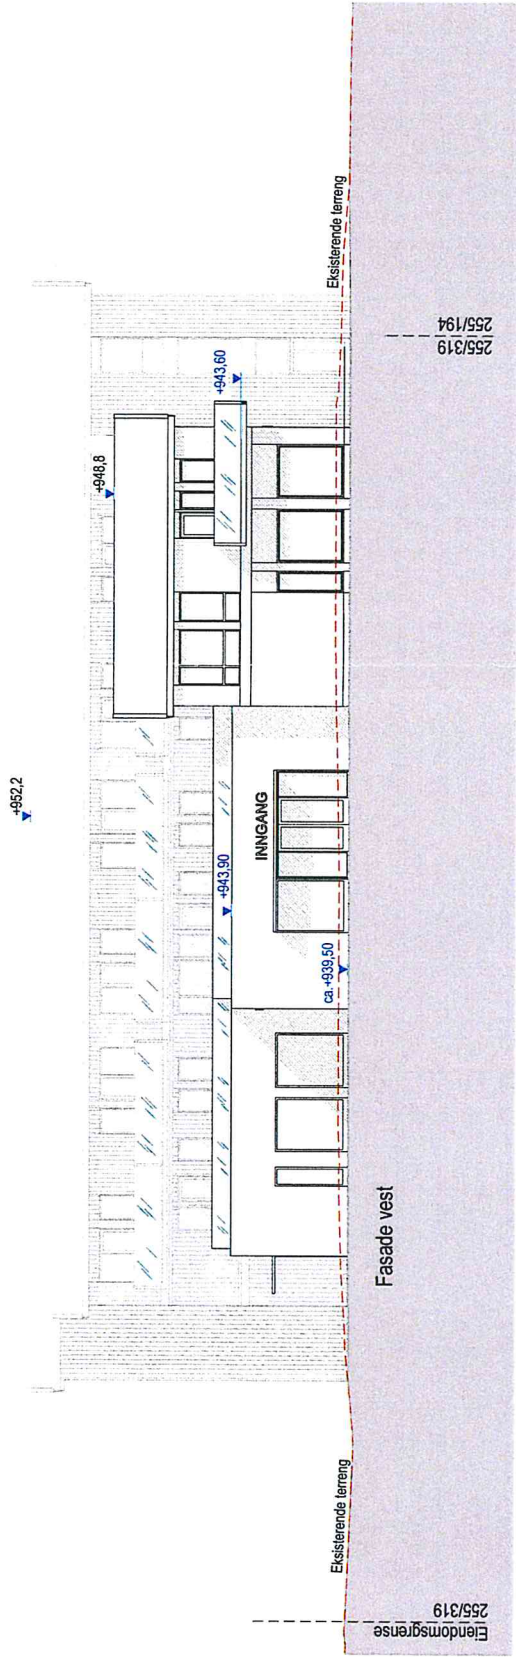 +952,2
+948,8
+943,60
+943,90
INNGANG
ca.+939,50
Eksisterende terreng
Eksisterende terreng
Fasade vest
Eiendomsgrense
255/319
255/319
255/194